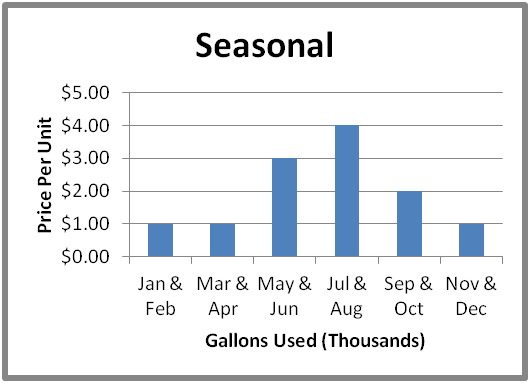 Seasonal
Price Per Unit
$5.00
$4.00
$3.00
$2.00
$1.00
$0.00
Jan & Mar & May & Jul & Sep & Nov &
Feb Apr Jun Aug Oct Dec
Gallons Used (Thousands)